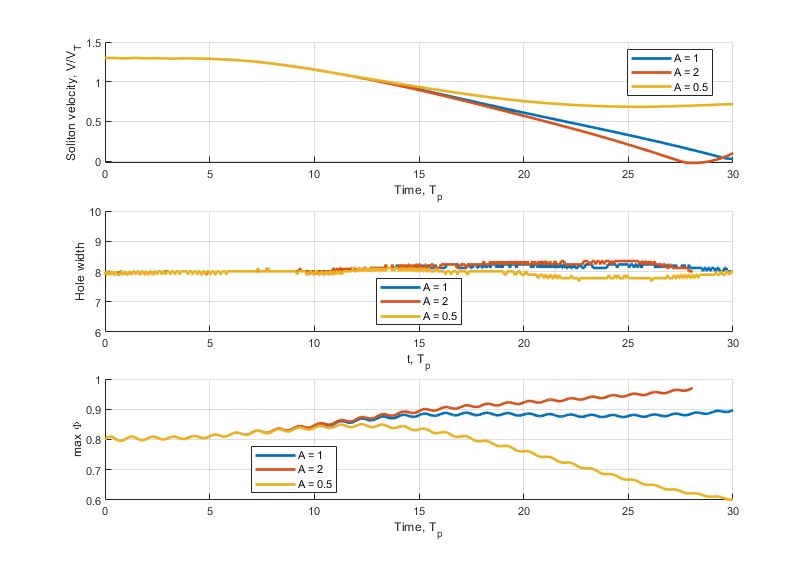 1.5
1
0.5
0
Soliton velocity, V/V_T
A = 1
A = 2
A = 0.5
0 5 10 15 20 25 30
Time, T_p
10
9
8
7
6
Hole width
A = 1
A = 2
A = 0.5
0 5 10 15 20 25 30
t, T_p
1
0.9
0.8
0.7
0.6
max Φ
A = 1
A = 2
A = 0.5
0 5 10 15 20 25 30
Time, T_p